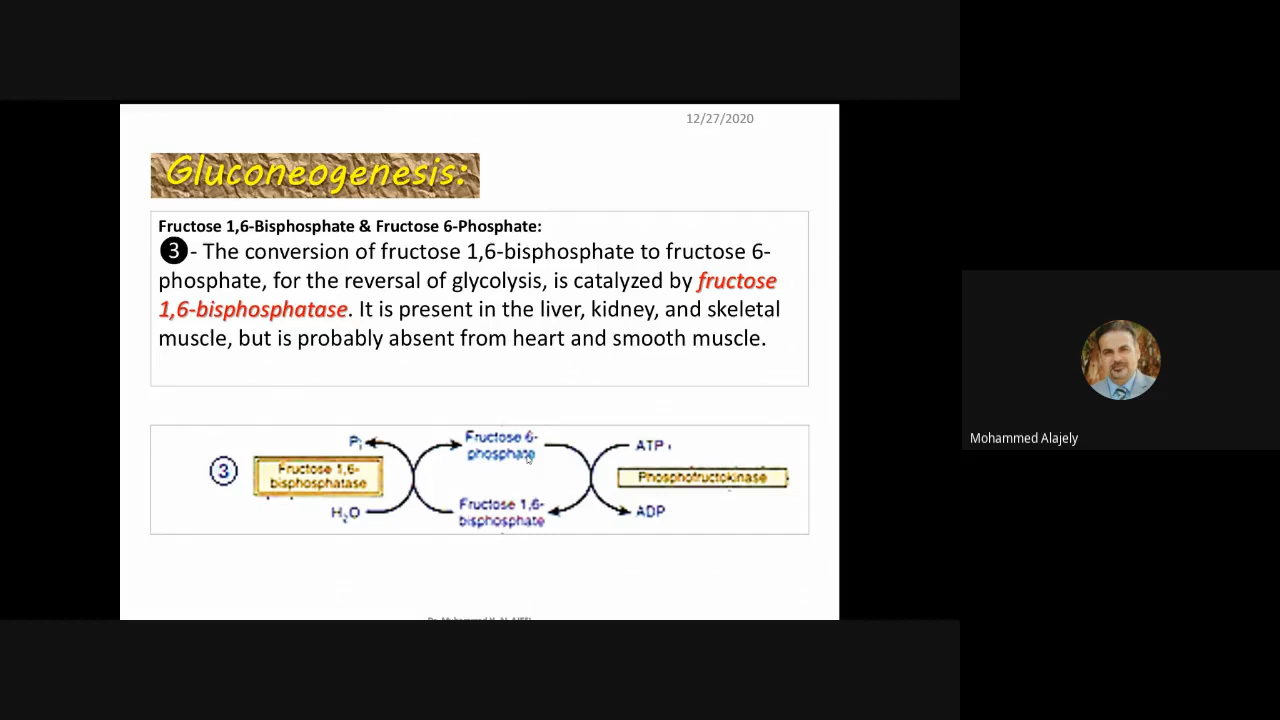 12/27/2020
Gluconeogenesis:
Fructose 1,6-Bisphosphate & Fructose 6-Phosphate:
❸- The conversion of fructose 1,6-bisphosphate to fructose 6-
phosphate, for the reversal of glycolysis, is catalyzed by fructose
1,6-bisphosphatase. It is present in the liver, kidney, and skeletal
muscle, but is probably absent from heart and smooth muscle.
③
Fructose 1,6-
bisphosphatase
Pi
H2O
Fructose 6-
phosphate
Fructose 1,6-
bisphosphate
ATP
Phosphofructokinase
ADP
Mohammed Alajely